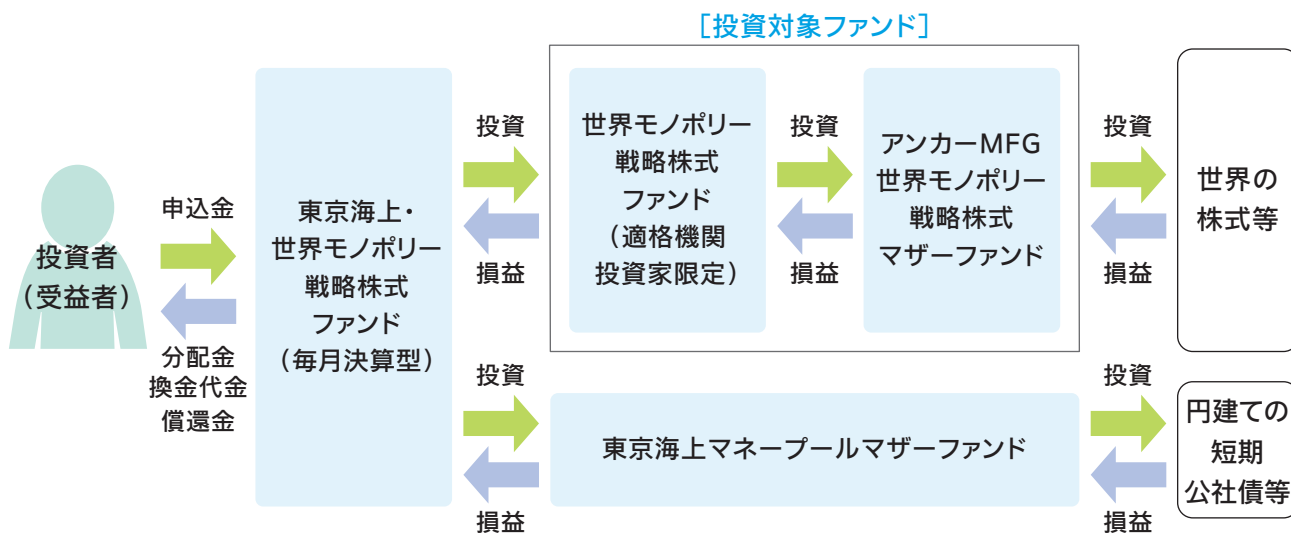 ［投資対象ファンド］
投資者
（受益者）
申込金
分配金
換金代金
償還金
東京海上・
世界モノポリー
戦略株式
ファンド
（毎月決算型）
投資
損益
世界モノポリー
戦略株式
ファンド
（適格機関
投資家限定）
投資
損益
アンカーMFG
世界モノポリー
戦略株式
マザーファンド
投資
損益
世界の
株式等
投資
損益
東京海上マネープールマザーファンド
投資
損益
円建ての
短期
公社債等